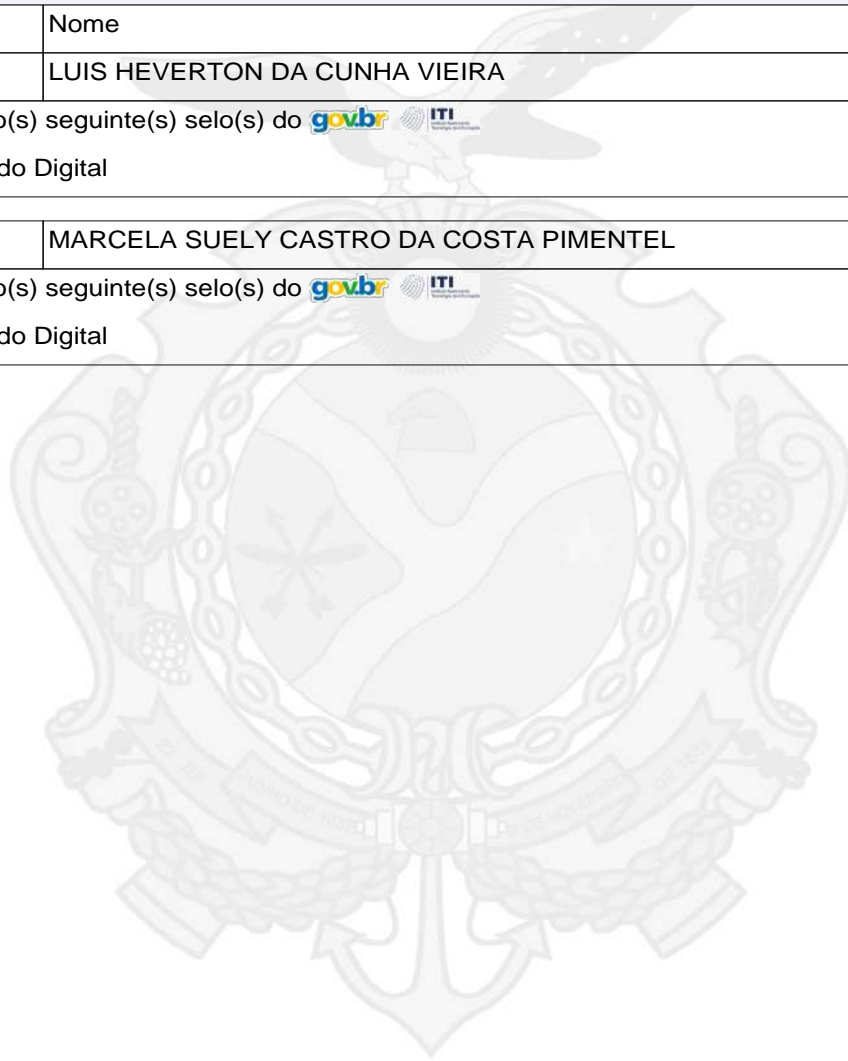 Nome
LUIS HEVERTON DA CUNHA VIEIRA
o(s) seguinte(s) selo(s) do gov.br ITI
do Digital
MARCELA SUELY CASTRO DA COSTA PIMENTEL
o(s) seguinte(s) selo(s) do gov.br ITI
do Digital